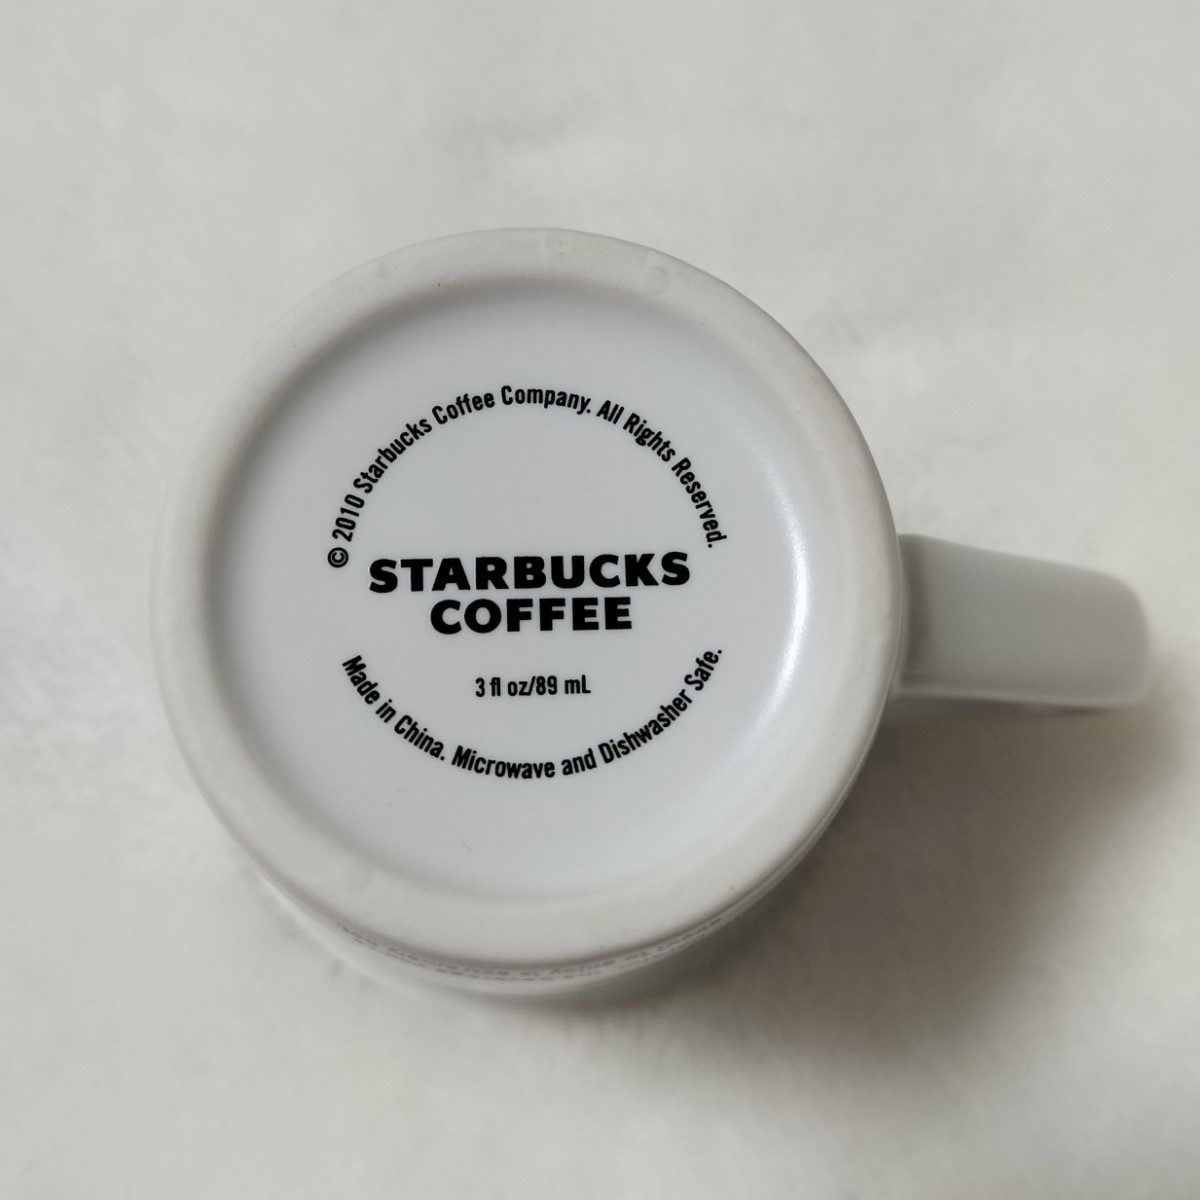 © 2010 Starbucks Coffee Company. All Rights Reserved.
STARBUCKS
COFFEE
3 fl oz/89 mL
Made in China. Microwave and Dishwasher Safe.